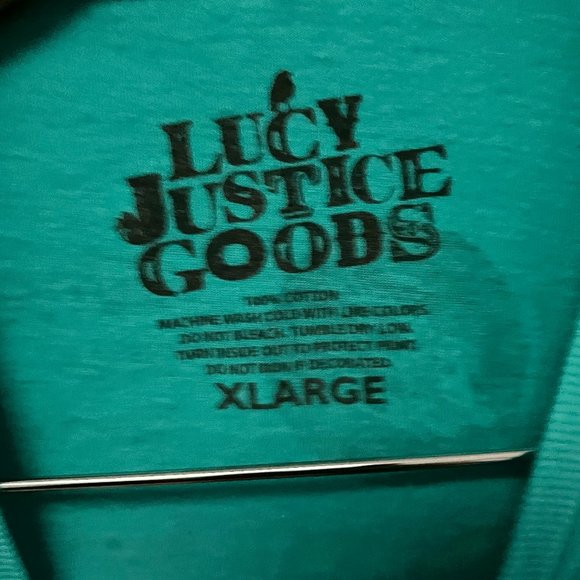 LUCY
JUSTICE
GOODS
100% COTTON
MACHINE WASH COLD WITH LIKE COLORS.
DO NOT BLEACH. TUMBLE DRY LOW.
TURN INSIDE OUT TO PROTECT PRINT.
DO NOT IRON IF DECORATED.
XLARGE